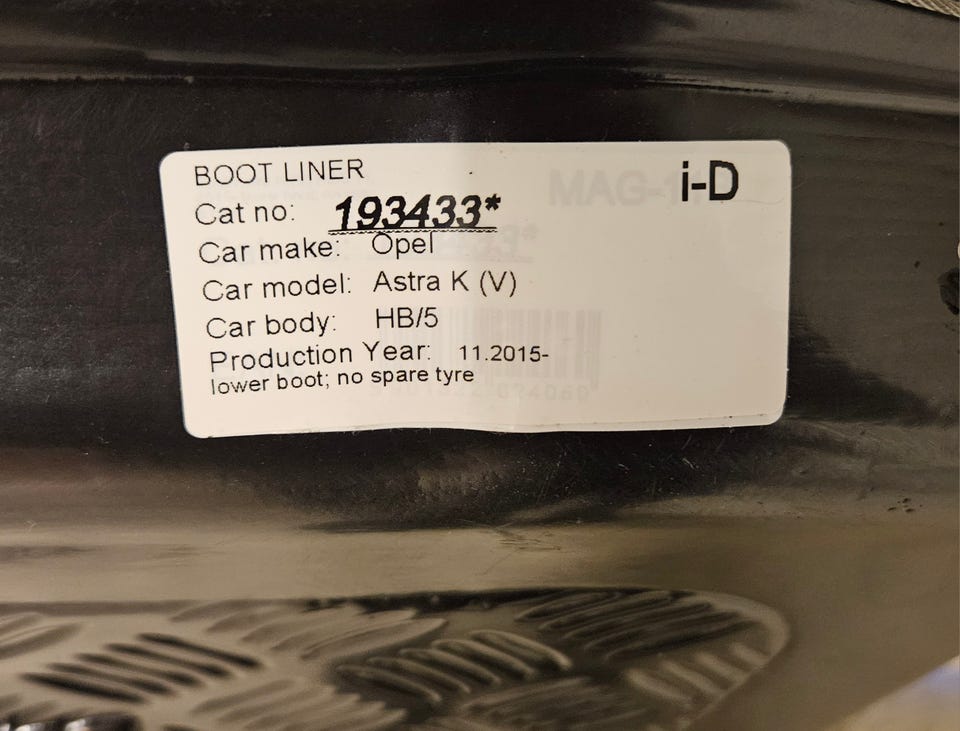 BOOT LINER
i-D
Cat no: 193433*
Car make: Opel
Car model: Astra K (V)
Car body: HB/5
Production Year: 11.2015-
lower boot; no spare tyre